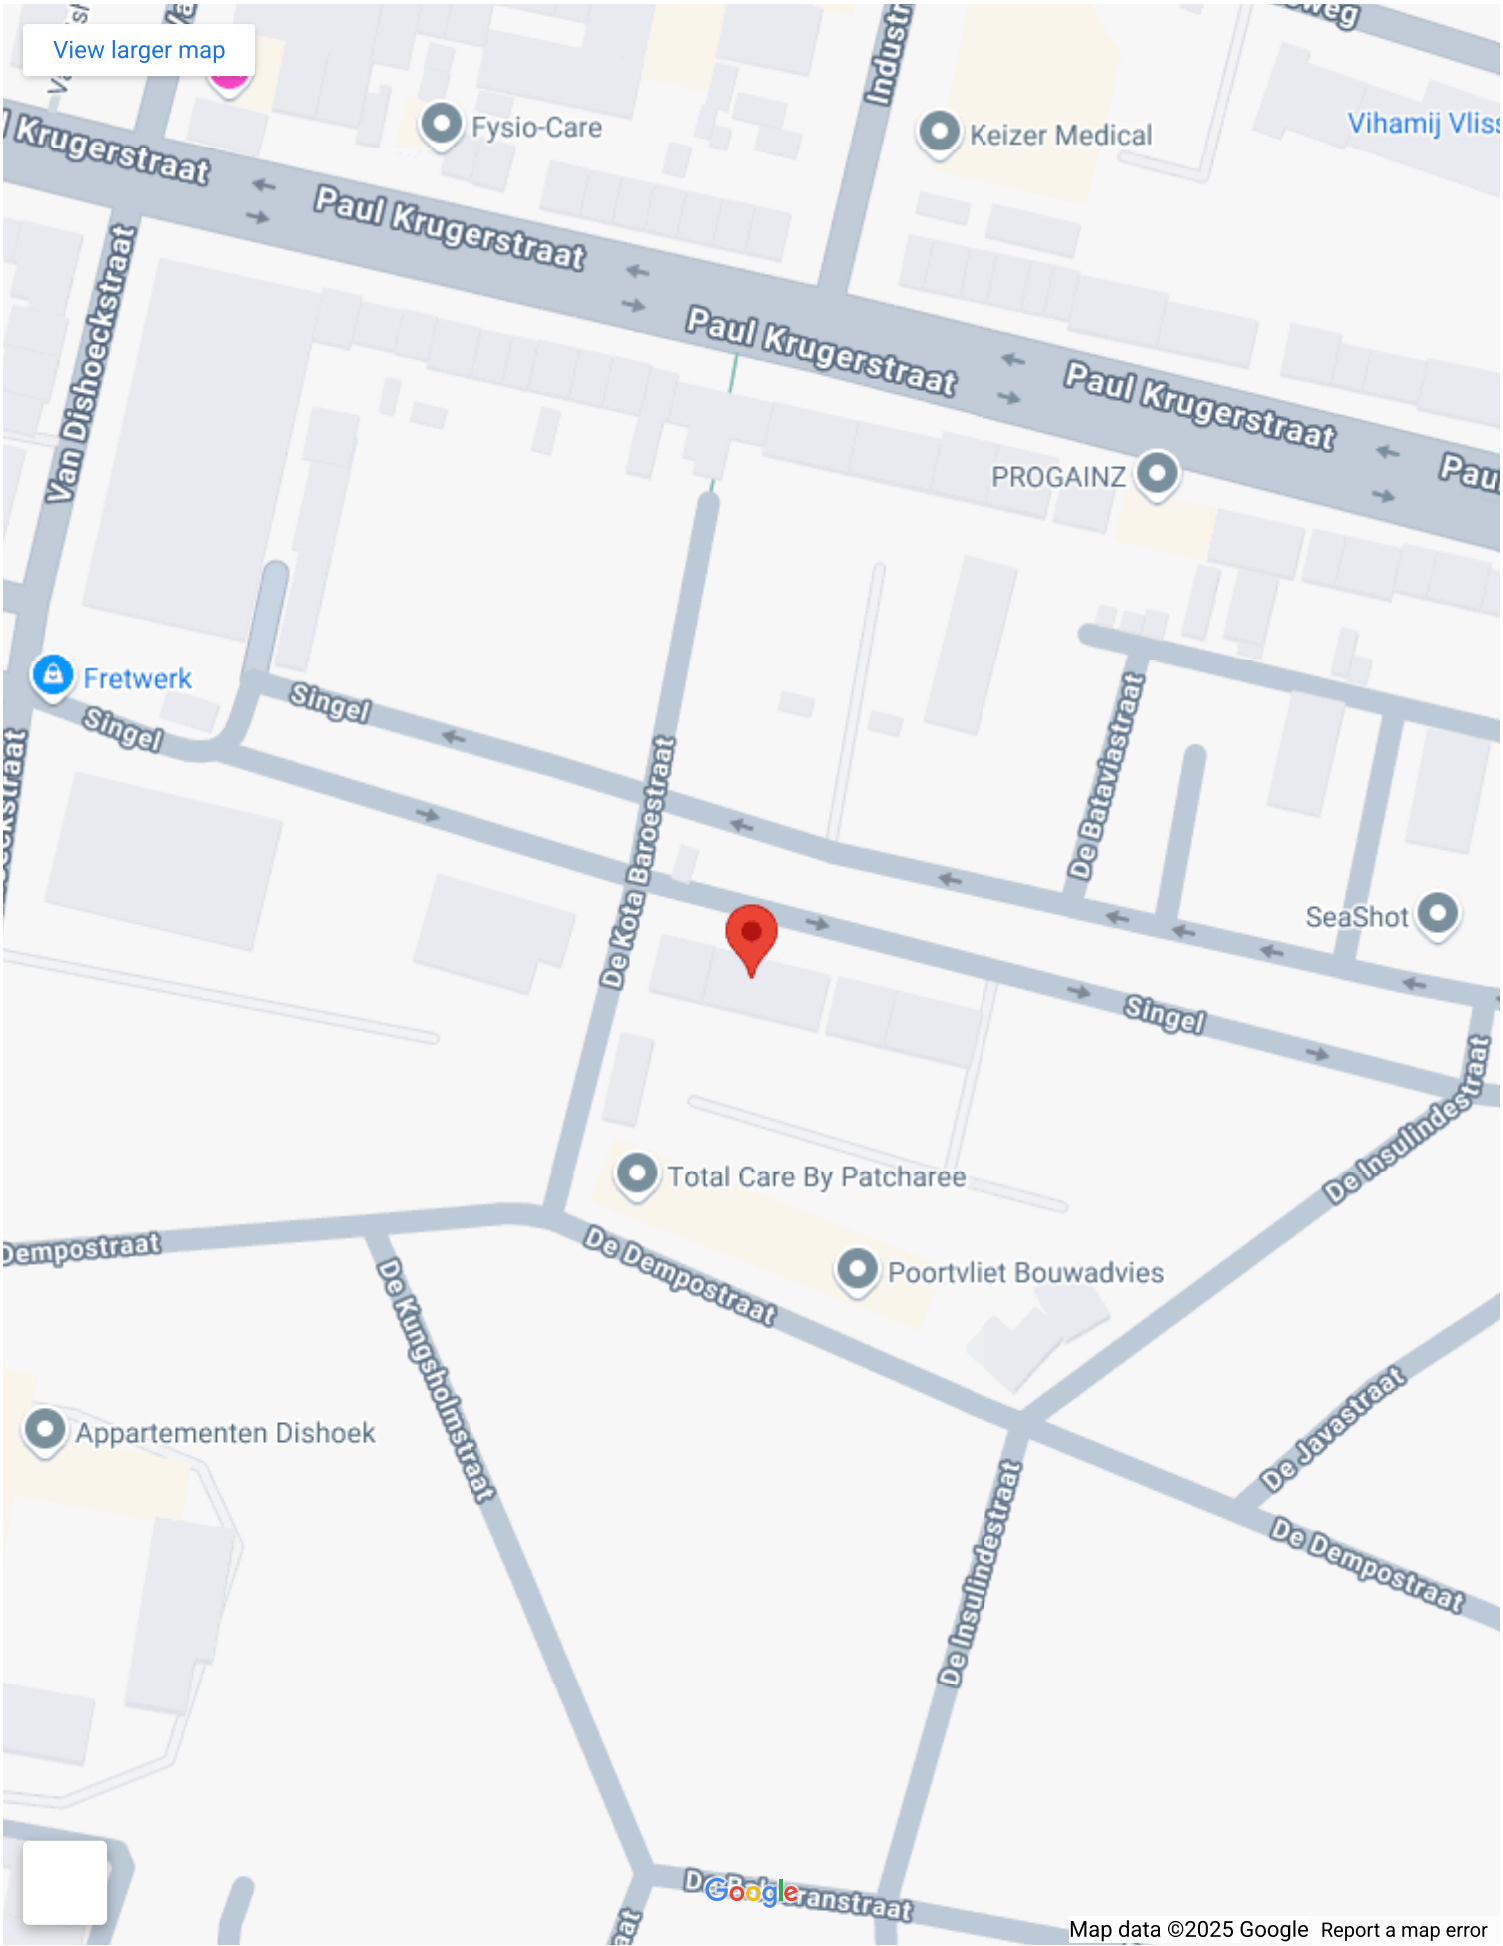 View larger map
Krugerstraat
Fysio-Care
Keizer Medical
Vihamij Vliss
Paul Krugerstraat
Van Dishoeckstraat
Paul Krugerstraat
Paul Krugerstraat
Paul
PROGAINZ
Fretwerk
Singel
Singel
De Kota Baroestraat
De Bataviastraat
SeaShot
Singel
De Insulindestraat
Total Care By Patcharee
Dempostraat
De Dempostraat
Poortvliet Bouwadvies
De Kungsholmstraat
Appartementen Dishoek
De Javastraat
De Insulindestraat
De Dempostraat
Google
Map data ©2025 Google
Report a map error